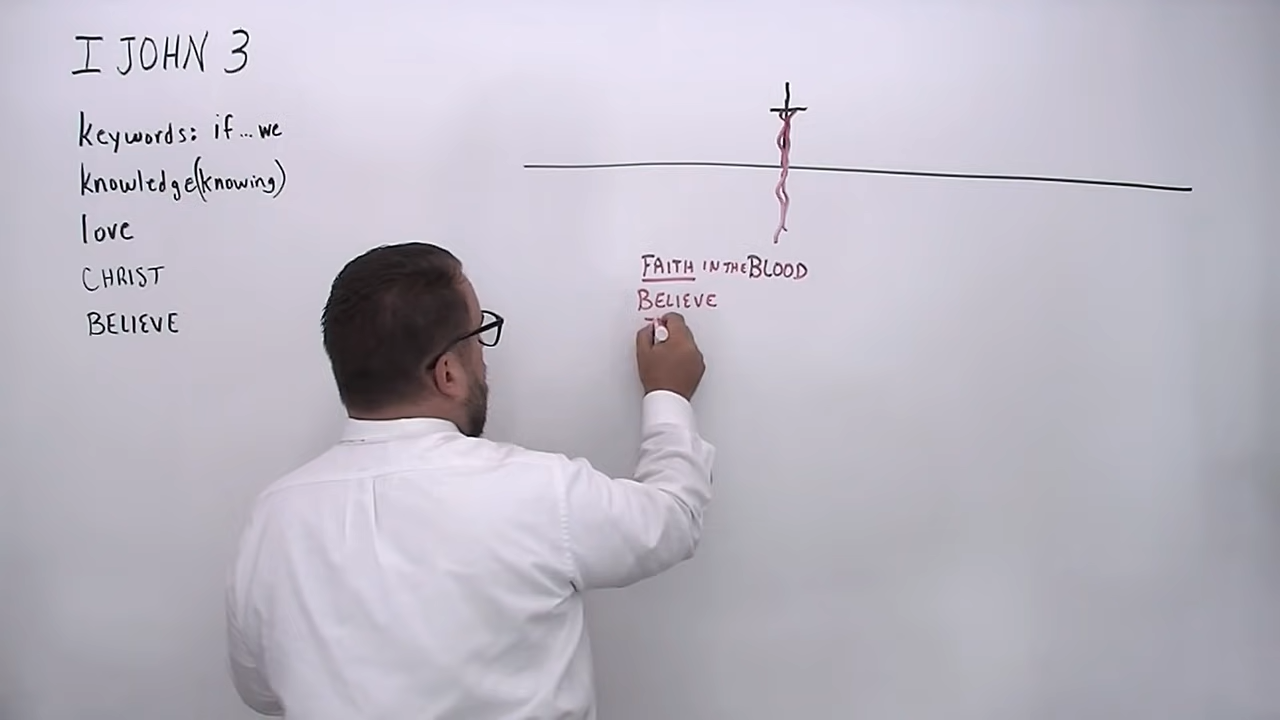 I JOHN 3
keywords: if...we
knowledge(knowing)
love
CHRIST
BELIEVE
FAITH IN THE BLOOD
BELIEVE